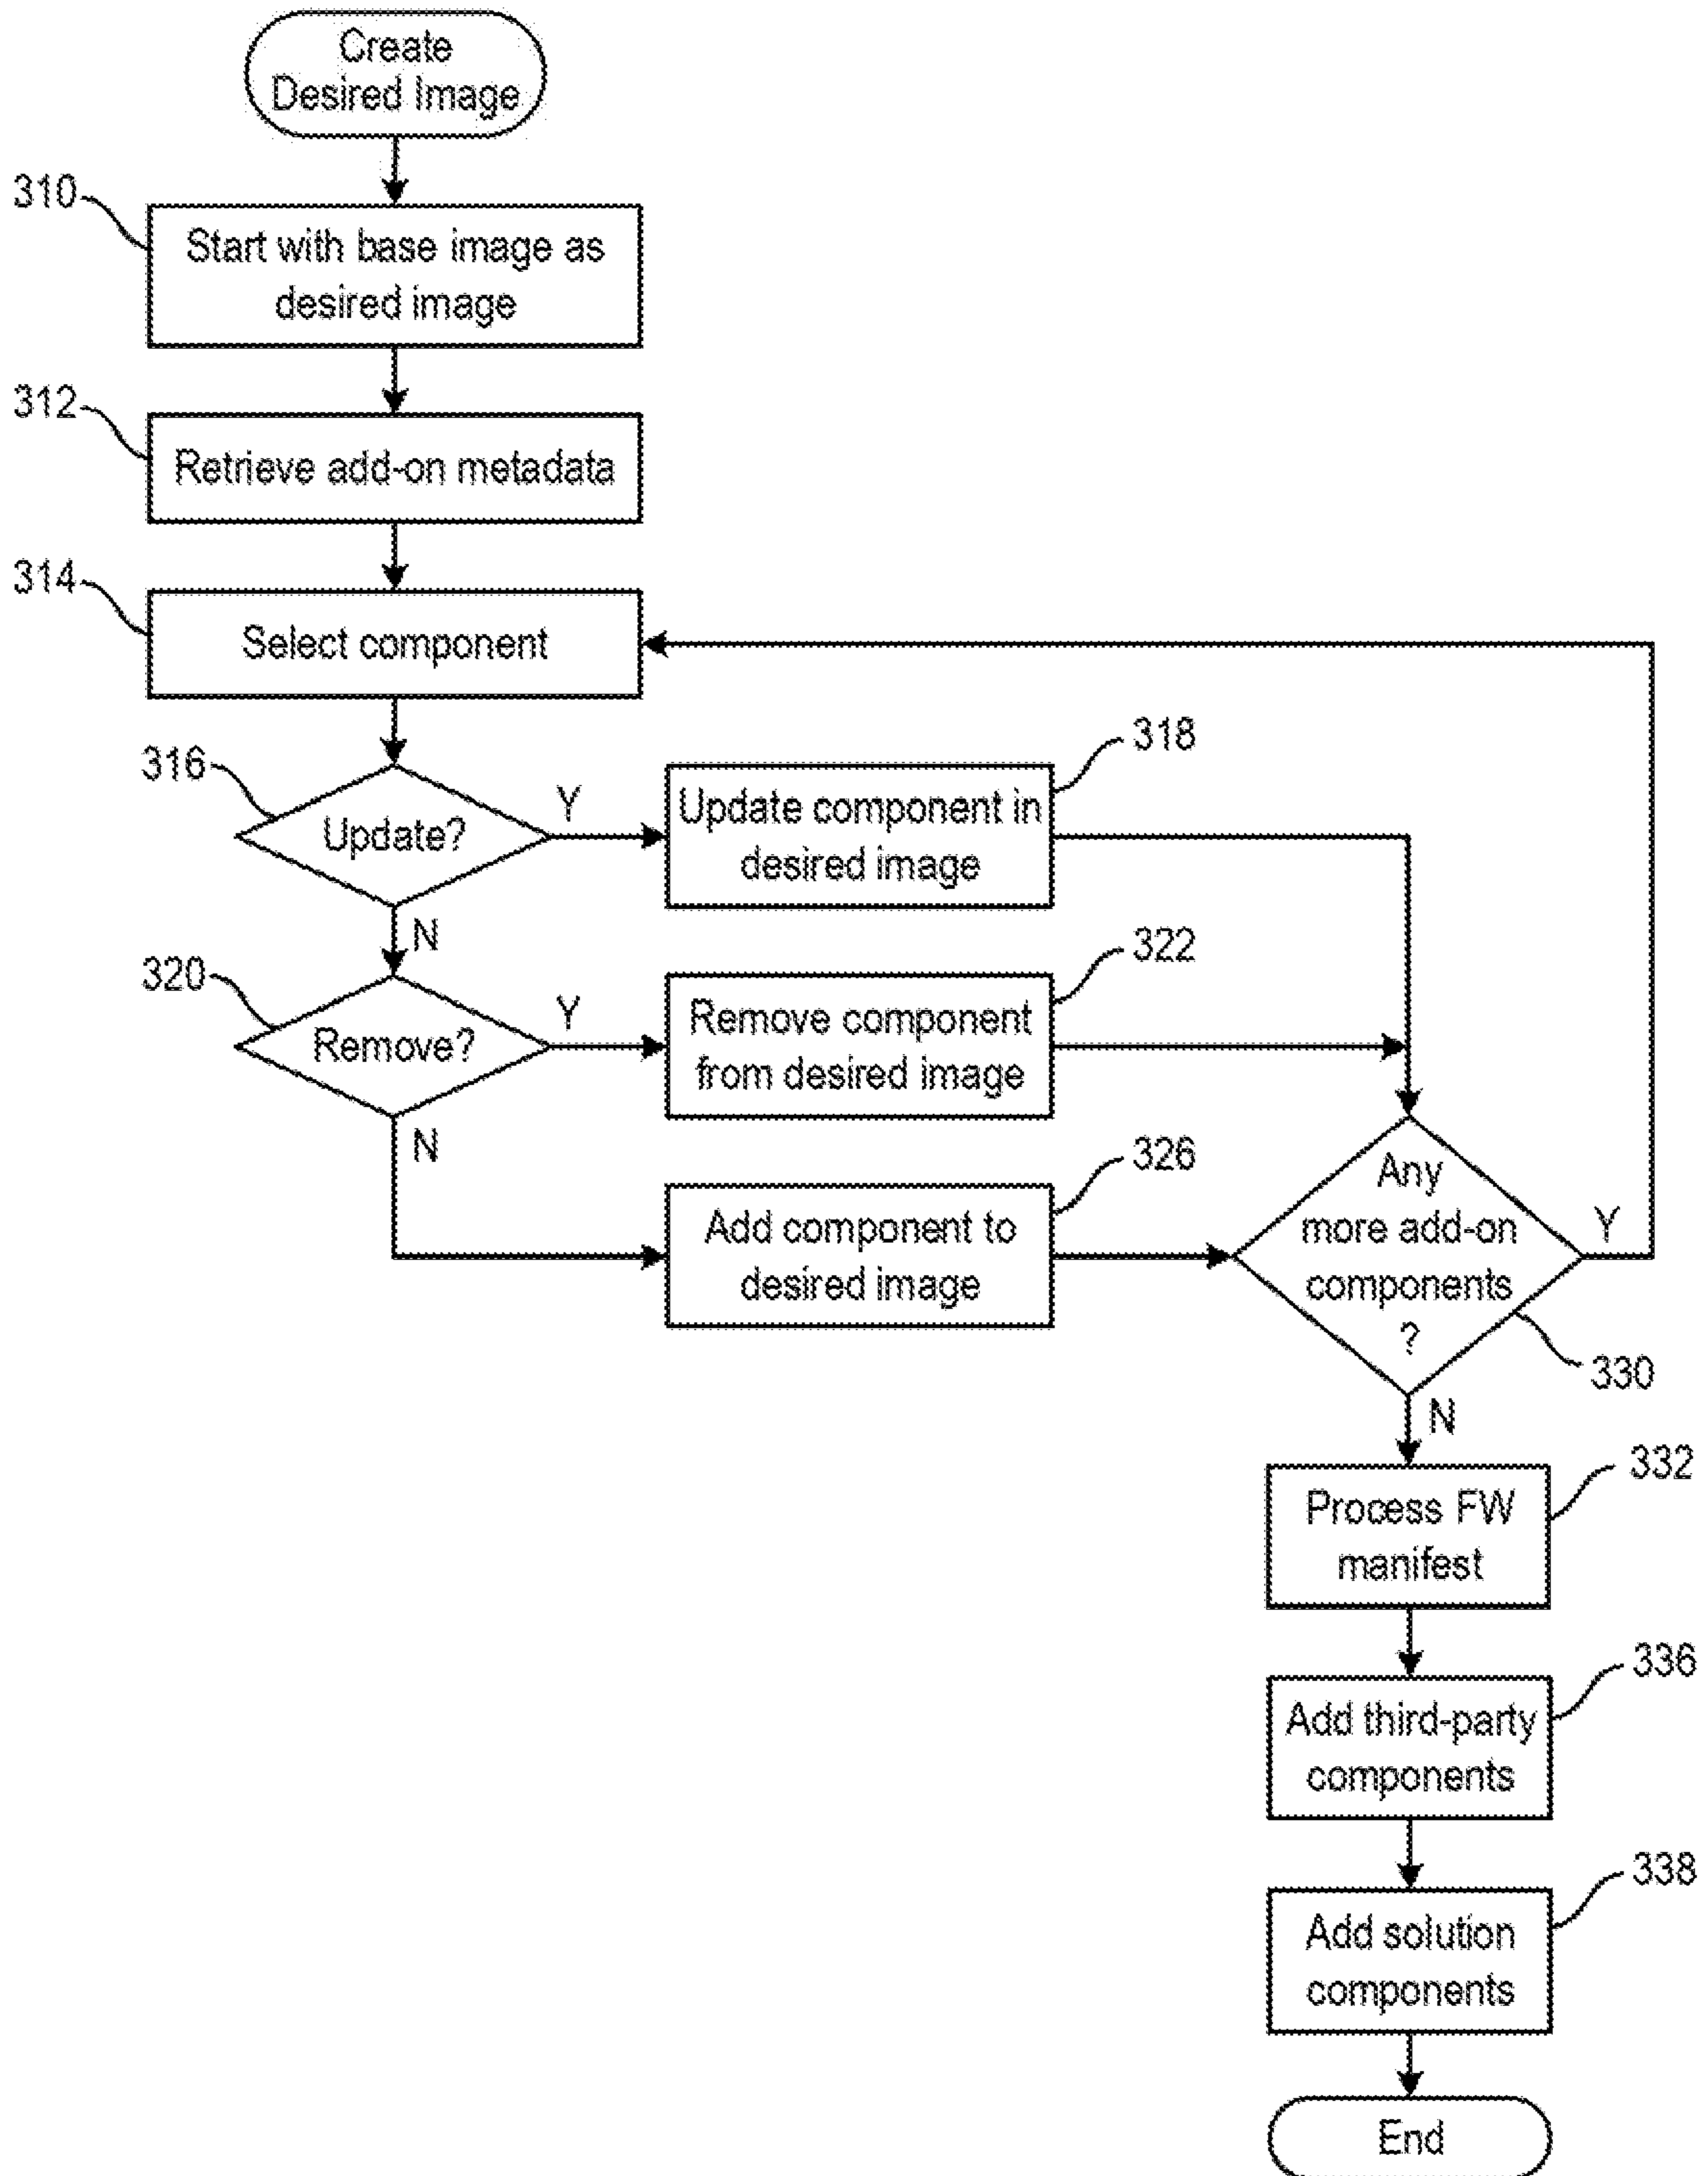 Create
Desired Image
310
Start with base image as
desired image
312
Retrieve add-on metadata
314
Select component
316
Update?
Y
N
318
Update component in
desired image
320
Remove?
Y
N
322
Remove component
from desired image
326
Add component to
desired image
Any
more add-on
components
?
Y
330
N
332
Process FW
manifest
336
Add third-party
components
338
Add solution
components
End